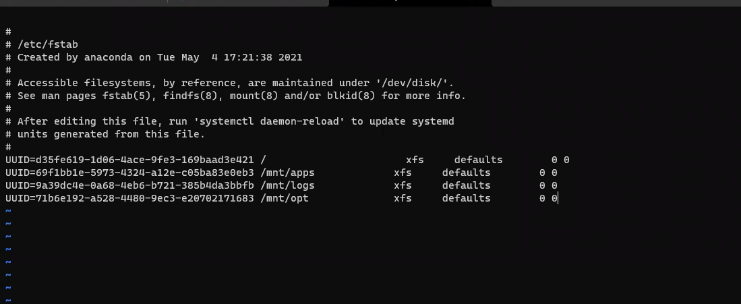 #
# /etc/fstab
# Created by anaconda on Tue May  4 17:21:38 2021
#
# Accessible filesystems, by reference, are maintained under '/dev/disk/'.
# See man pages fstab(5), findfs(8), mount(8) and/or blkid(8) for more info.
#
# After editing this file, run 'systemctl daemon-reload' to update systemd
# units generated from this file.
#
UUID=d35fe619-1d06-4ace-9fe3-169baad3e421 /                       xfs     defaults        0 0
UUID=69f1bb1e-5973-4324-a12e-c05ba83e0eb3 /mnt/apps             xfs     defaults        0 0
UUID=9a39dc4e-0a68-4eb6-b721-385b4da3bbfb /mnt/logs             xfs     defaults        0 0
UUID=71b6e192-a528-4480-9ec3-e20702171683 /mnt/opt              xfs     defaults        0 0
~
~
~
~
~
~
~
~